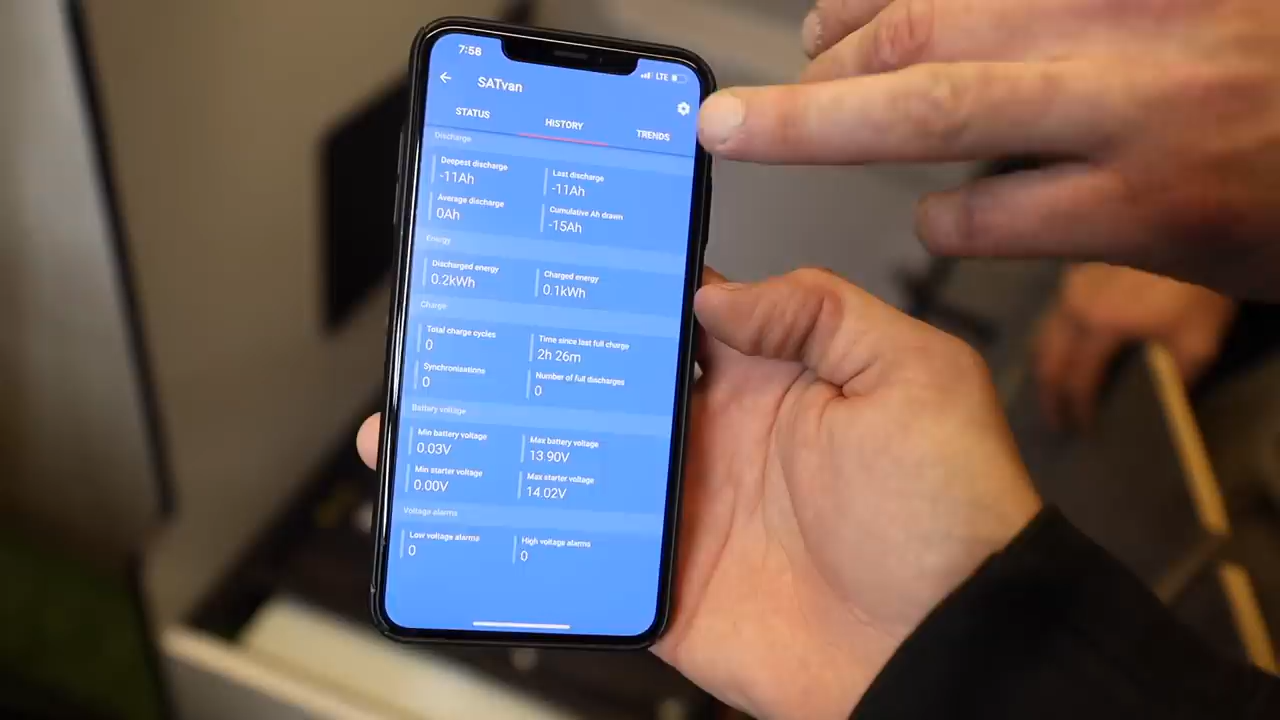 7:58
LTE
SATvan
STATUS HISTORY TRENDS
Discharge
Deepest discharge Last discharge
-11Ah -11Ah
Average discharge Cumulative Ah drawn
0Ah -15Ah
Energy
Discharged energy Charged energy
0.2kWh 0.1kWh
Charge
Total charge cycles Time since last full charge
0 2h 26m
Synchronisations Number of full discharges
0 0
Battery voltage
Min battery voltage Max battery voltage
0.03V 13.90V
Min starter voltage Max starter voltage
0.00V 14.02V
Voltage alarms
Low voltage alarms High voltage alarms
0 0